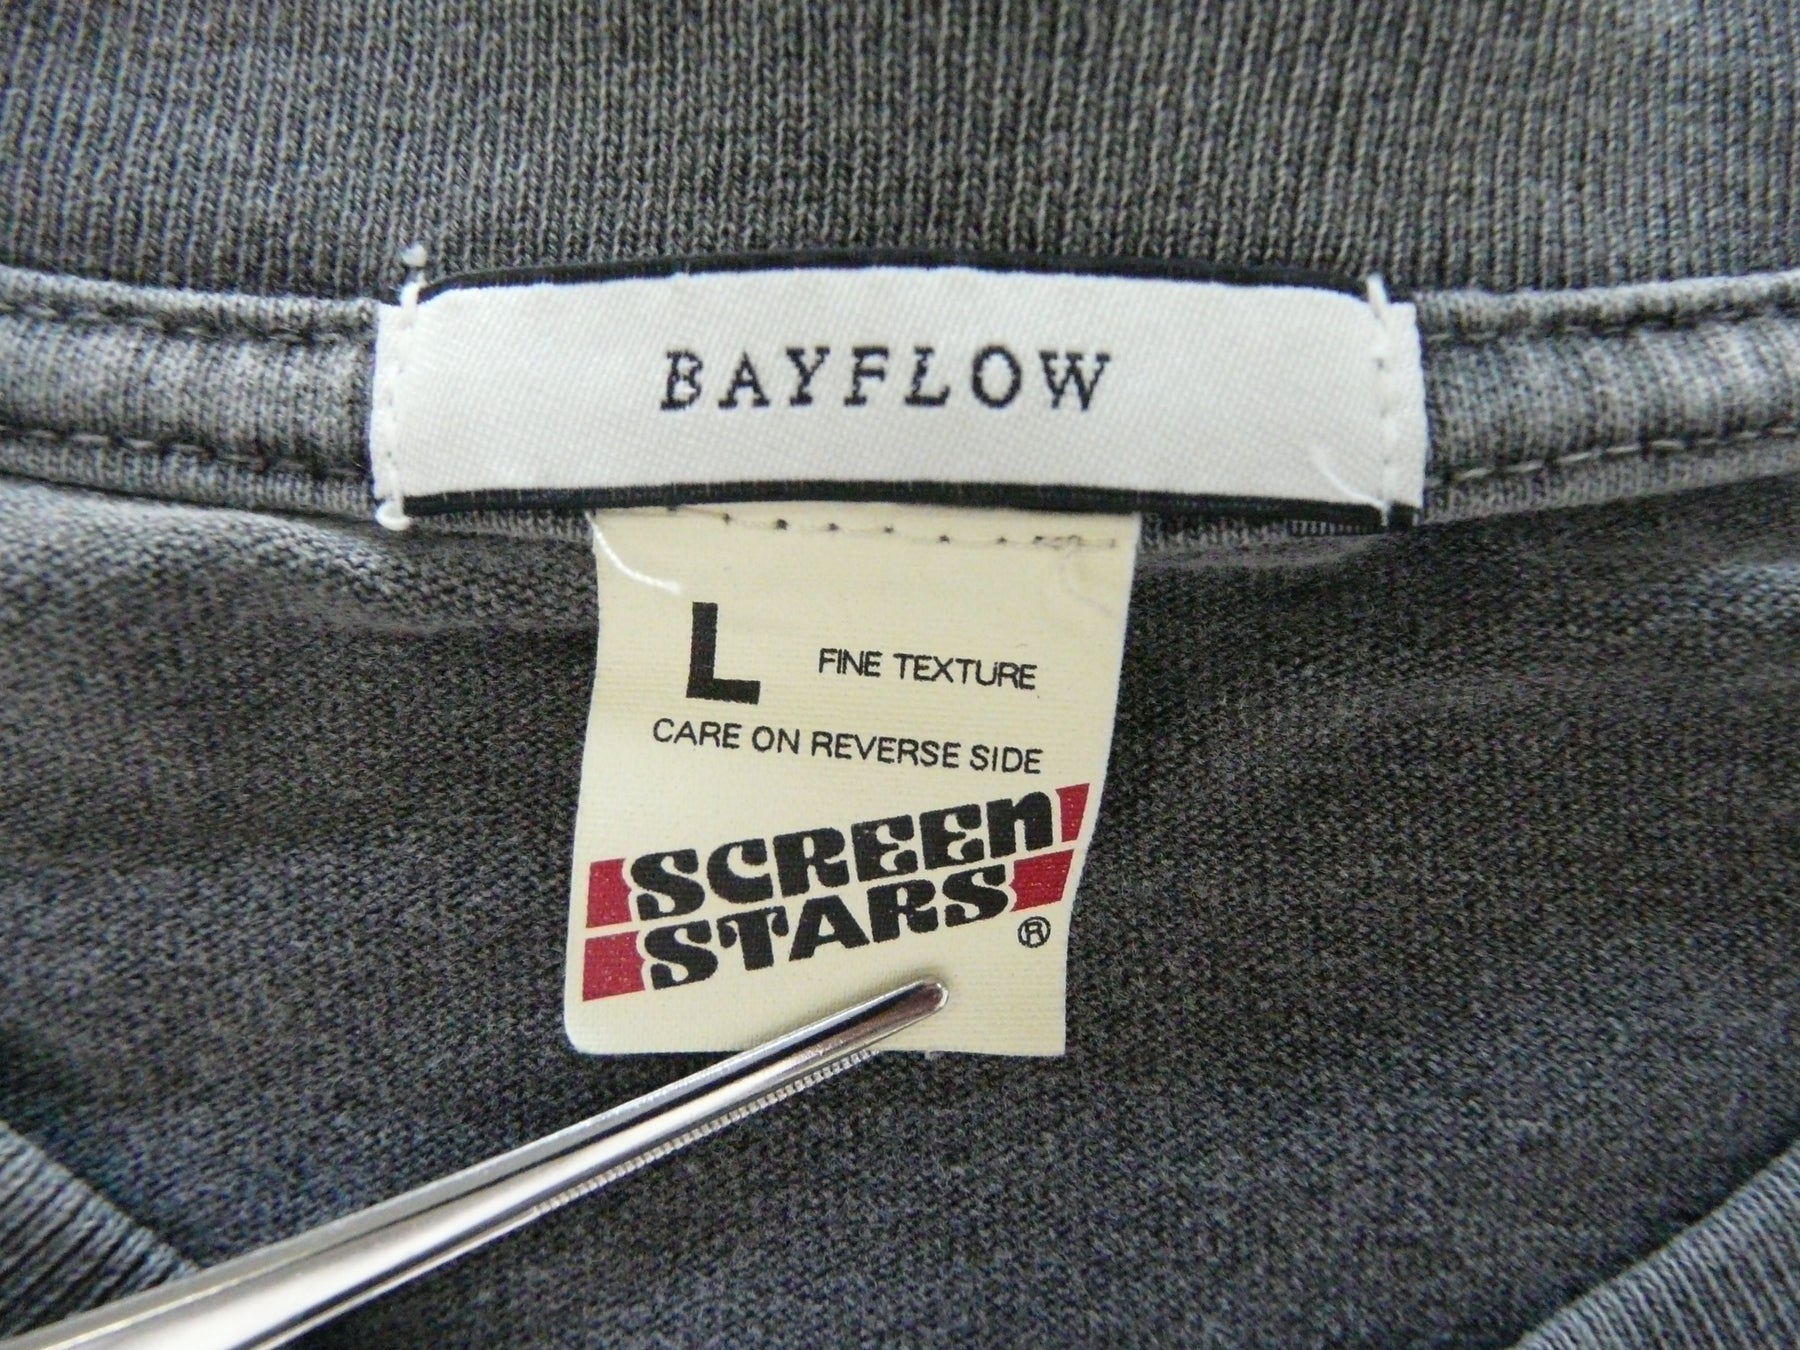 BAYFLOW
L FINE TEXTURE
CARE ON REVERSE SIDE
SCREEN
STARS ®